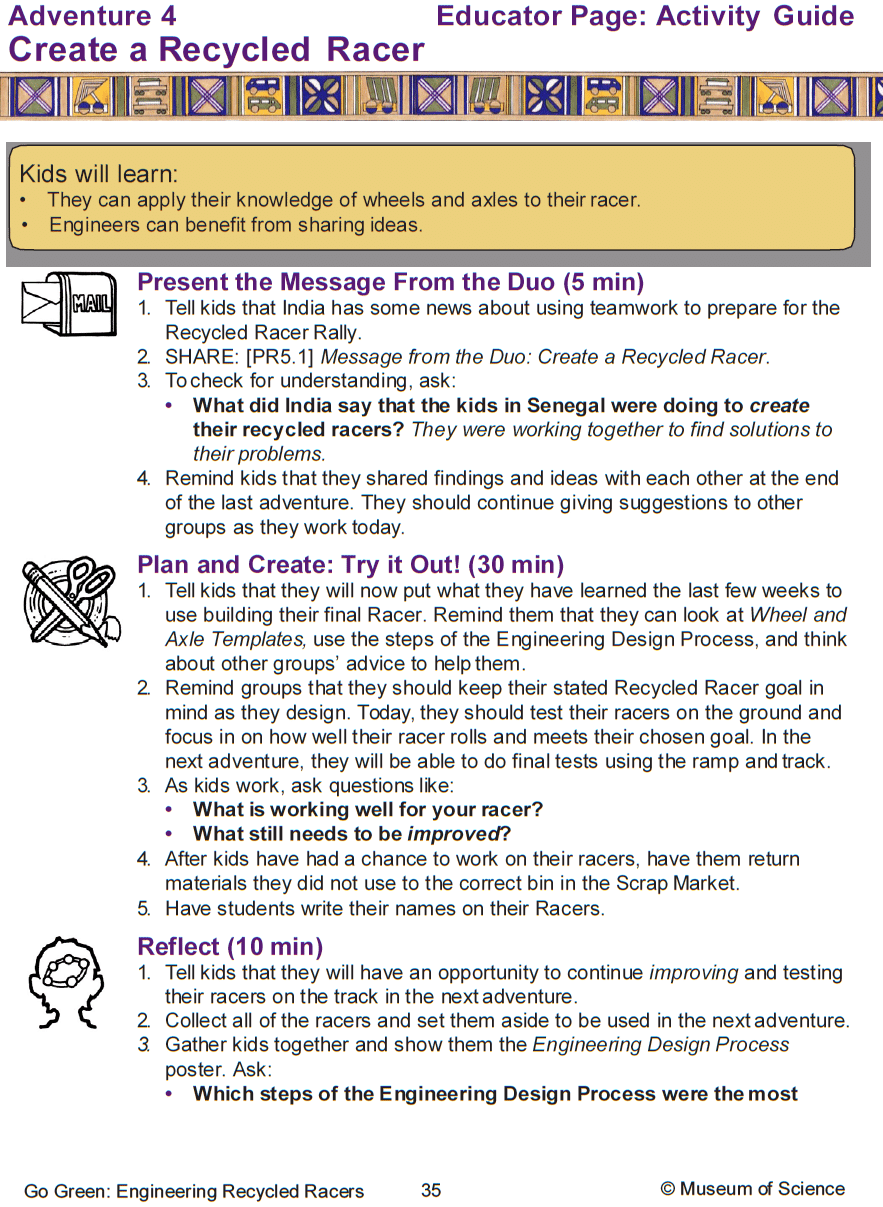 Adventure 4
Educator Page: Activity Guide
Create a Recycled Racer
Kids will learn:
• They can apply their knowledge of wheels and axles to their racer.
• Engineers can benefit from sharing ideas.
MAIL
Present the Message From the Duo (5 min)
1. Tell kids that India has some news about using teamwork to prepare for the
Recycled Racer Rally.
2. SHARE: [PR5.1] Message from the Duo: Create a Recycled Racer.
3. To check for understanding, ask:
• What did India say that the kids in Senegal were doing to create
their recycled racers? They were working together to find solutions to
their problems.
4. Remind kids that they shared findings and ideas with each other at the end
of the last adventure. They should continue giving suggestions to other
groups as they work today.
Plan and Create: Try it Out! (30 min)
1. Tell kids that they will now put what they have learned the last few weeks to
use building their final Racer. Remind them that they can look at Wheel and
Axle Templates, use the steps of the Engineering Design Process, and think
about other groups’ advice to help them.
2. Remind groups that they should keep their stated Recycled Racer goal in
mind as they design. Today, they should test their racers on the ground and
focus in on how well their racer rolls and meets their chosen goal. In the
next adventure, they will be able to do final tests using the ramp and track.
3. As kids work, ask questions like:
• What is working well for your racer?
• What still needs to be improved?
4. After kids have had a chance to work on their racers, have them return
materials they did not use to the correct bin in the Scrap Market.
5. Have students write their names on their Racers.
Reflect (10 min)
1. Tell kids that they will have an opportunity to continue improving and testing
their racers on the track in the next adventure.
2. Collect all of the racers and set them aside to be used in the next adventure.
3. Gather kids together and show them the Engineering Design Process
poster. Ask:
• Which steps of the Engineering Design Process were the most
Go Green: Engineering Recycled Racers
35
© Museum of Science